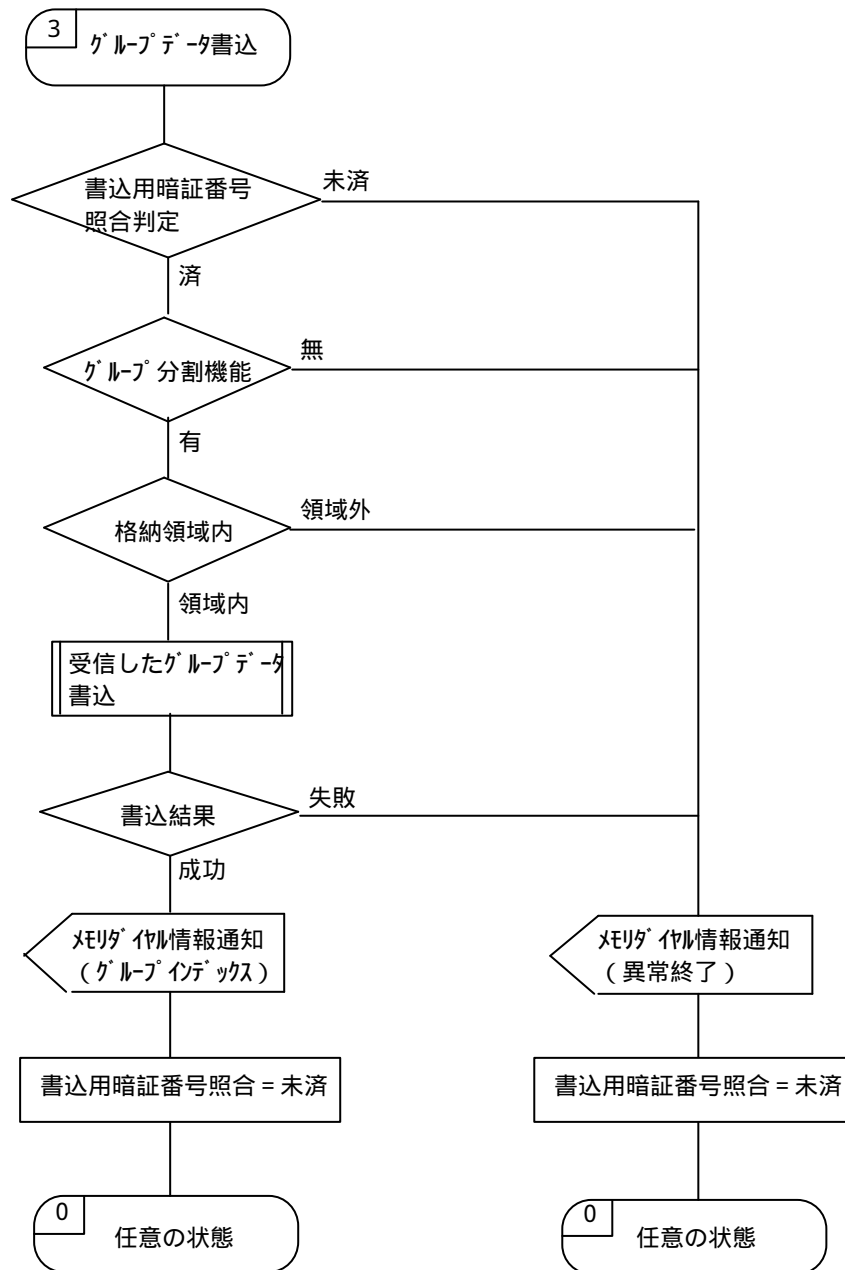 3
ｸﾞﾙｰﾌﾟﾃﾞｰﾀ書込
書込用暗証番号
照合判定
未済
済
ｸﾞﾙｰﾌﾟ分割機能
無
有
格納領域内
領域外
領域内
受信したｸﾞﾙｰﾌﾟﾃﾞｰﾀ
書込
書込結果
失敗
成功
ﾒﾓﾘﾀﾞｲﾔﾙ情報通知
（ｸﾞﾙｰﾌﾟｲﾝﾃﾞｯｸｽ）
ﾒﾓﾘﾀﾞｲﾔﾙ情報通知
（異常終了）
書込用暗証番号照合＝未済
書込用暗証番号照合＝未済
0
任意の状態
0
任意の状態